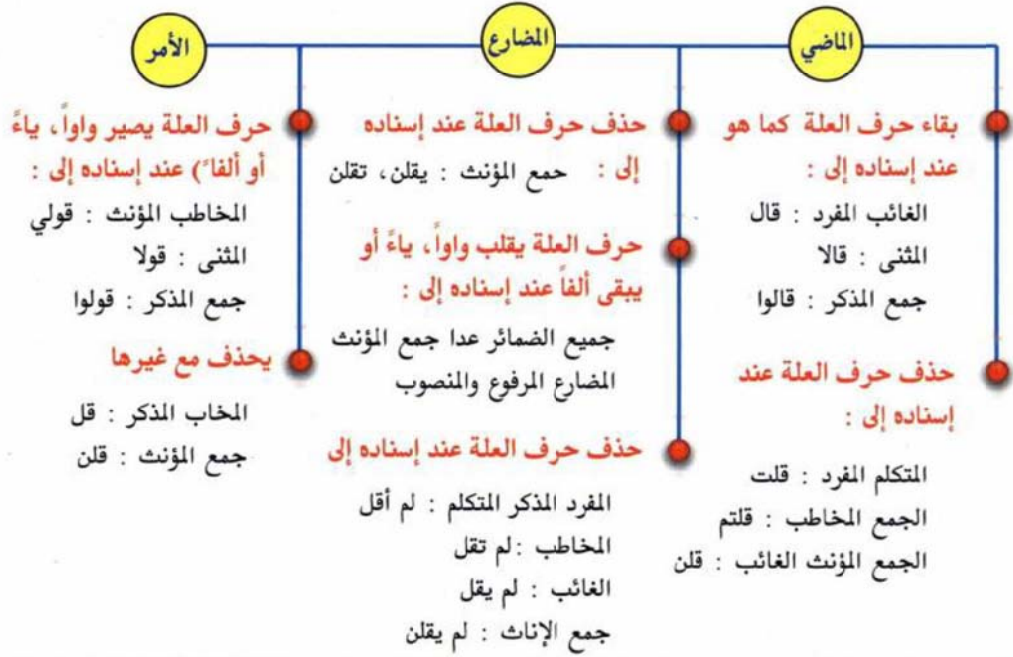 الماضي
المضارع
الأمر
بقاء حرف العلة كما هو
عند إسناده إلى :
الغائب المفرد : قال
المثنى : قالا
جمع المذكر : قالوا
حذف حرف العلة عند
إسناده إلى :
المتكلم المفرد : قلت
الجمع المخاطب : قلتم
الجمع المؤنث الغائب : قلن
حذف حرف العلة عند إسناده
إلى : حمع المؤنث : يقلن، تقلن
حرف العلة يقلب واواً، ياءً أو
يبقى ألفاً عند إسناده إلى :
جميع الضمائر عدا جمع المؤنث
المضارع المرفوع والمنصوب
حذف حرف العلة عند إسناده إلى
المفرد المذكر المتكلم : لم أقل
المخاطب :لم تقل
الغائب : لم يقل
جمع الإناث : لم يقلن
حرف العلة يصير واواً، ياءً
أو ألفا ً) عند إسناده إلى :
المخاطب المؤنث : قولي
المثنى : قولا
جمع المذكر : قولوا
يحذف مع غيرها
المخاب المذكر : قل
جمع المؤنث : قلن